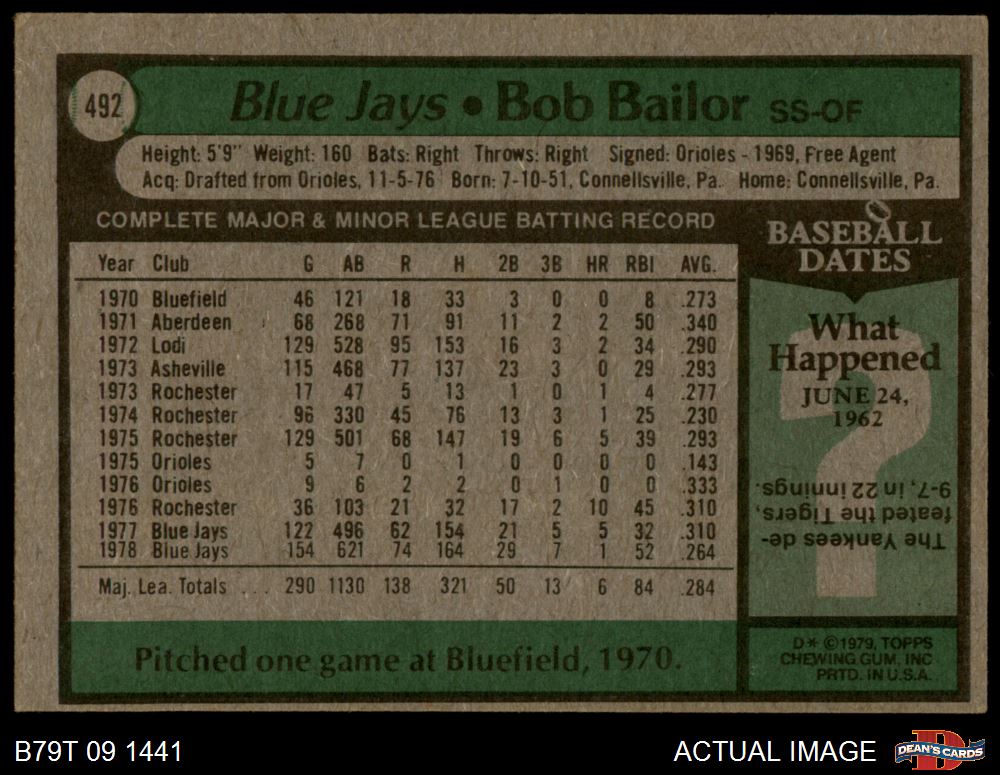 492
Blue Jays • Bob Bailor SS-OF
Height: 5'9" Weight: 160 Bats: Right Throws: Right Signed: Orioles - 1969, Free Agent
Acq: Drafted from Orioles, 11-5-76 Born: 7-10-51, Connellsville, Pa. Home: Connellsville, Pa.
COMPLETE MAJOR & MINOR LEAGUE BATTING RECORD
Year Club G AB R H 2B 3B HR RBI AVG.
1970 Bluefield 46 121 18 33 3 0 0 8 .273
1971 Aberdeen 68 268 71 91 11 2 2 50 .340
1972 Lodi 129 528 95 153 16 3 2 34 .290
1973 Asheville 115 468 77 137 23 3 0 29 .293
1973 Rochester 17 47 5 13 1 0 1 4 .277
1974 Rochester 96 330 45 76 13 3 1 25 .230
1975 Rochester 129 501 68 147 19 6 5 39 .293
1975 Orioles 5 7 0 1 0 0 0 0 .143
1976 Orioles 9 6 2 2 0 1 0 0 .333
1976 Rochester 36 103 21 32 17 2 10 45 .310
1977 Blue Jays 122 496 62 154 21 5 5 32 .310
1978 Blue Jays 154 621 74 164 29 7 1 52 .264
Maj. Lea. Totals ... 290 1130 138 321 50 13 6 84 .284
BASEBALL
DATES
What
Happened
JUNE 24,
1962
The Yankees de-
feated the Tigers,
9-7, in 22 innings.
Pitched one game at Bluefield, 1970.
D* ©1979, TOPPS
CHEWING GUM, INC
PRTD. IN U.S.A.
B79T 09 1441
ACTUAL IMAGE
DEAN'S CARDS